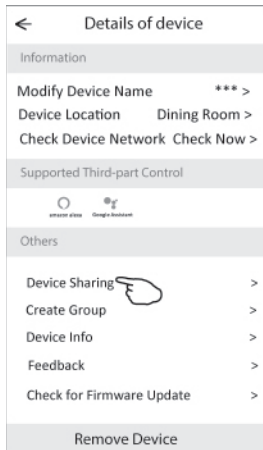 ← Details of device
Information
Modify Device Name *** >
Device Location Dining Room >
Check Device Network Check Now >
Supported Third-part Control
amazon alexa Google Assistant
Others
Device Sharing >
Create Group >
Device Info >
Feedback >
Check for Firmware Update >
Remove Device